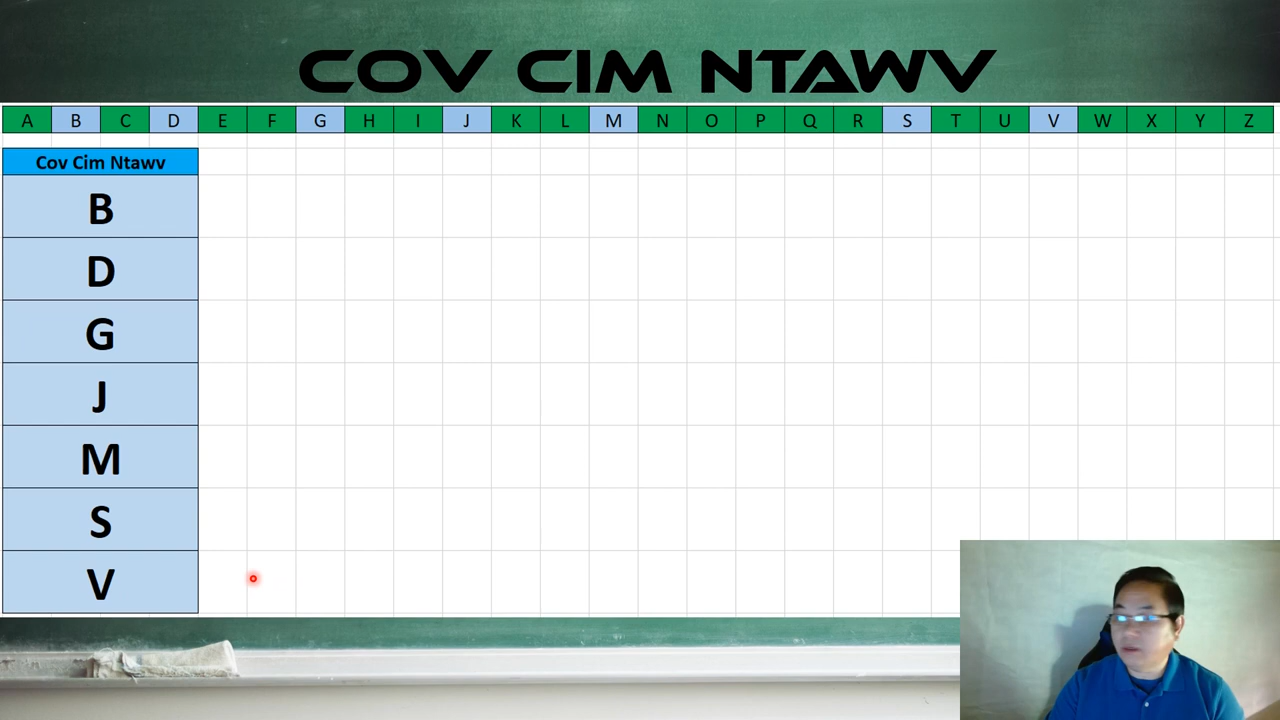 COV CIM NTAWV
A B C D E F G H I J K L M N O P Q R S T U V W X Y Z
Cov Cim Ntawv
B
D
G
J
M
S
V